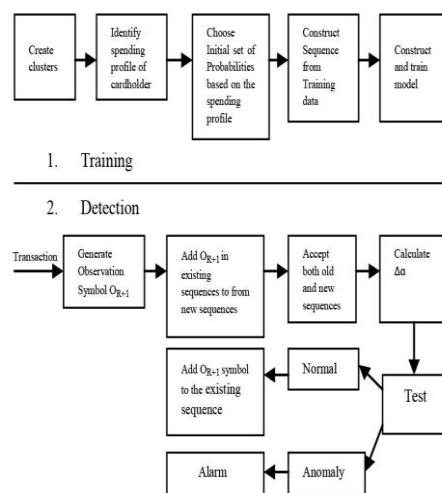 Create
clusters
Identify
spending
profile of
cardholder
Choose
Initial set of
Probabilities
based on the
spending
profile
Construct
Sequence
from
Training
data
Construct
and train
model
1. Training
2. Detection
Transaction
Generate
Observation
Symbol O_R+1
Add O_R+1 in
existing
sequences to from
new sequences
Accept
both old
and new
sequences
Calculate
Δα
Add O_R+1 symbol
to the existing
sequence
Normal
Test
Alarm
Anomaly